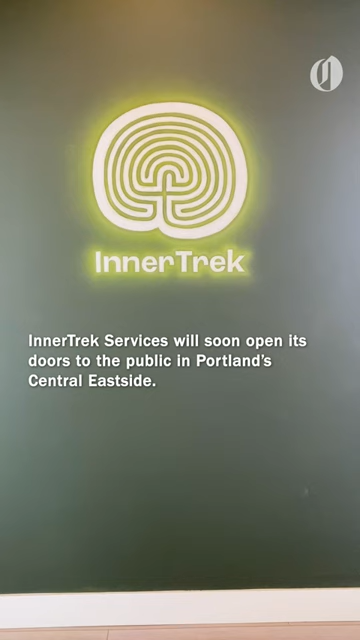 InnerTrek
InnerTrek Services will soon open its
doors to the public in Portland's
Central Eastside.